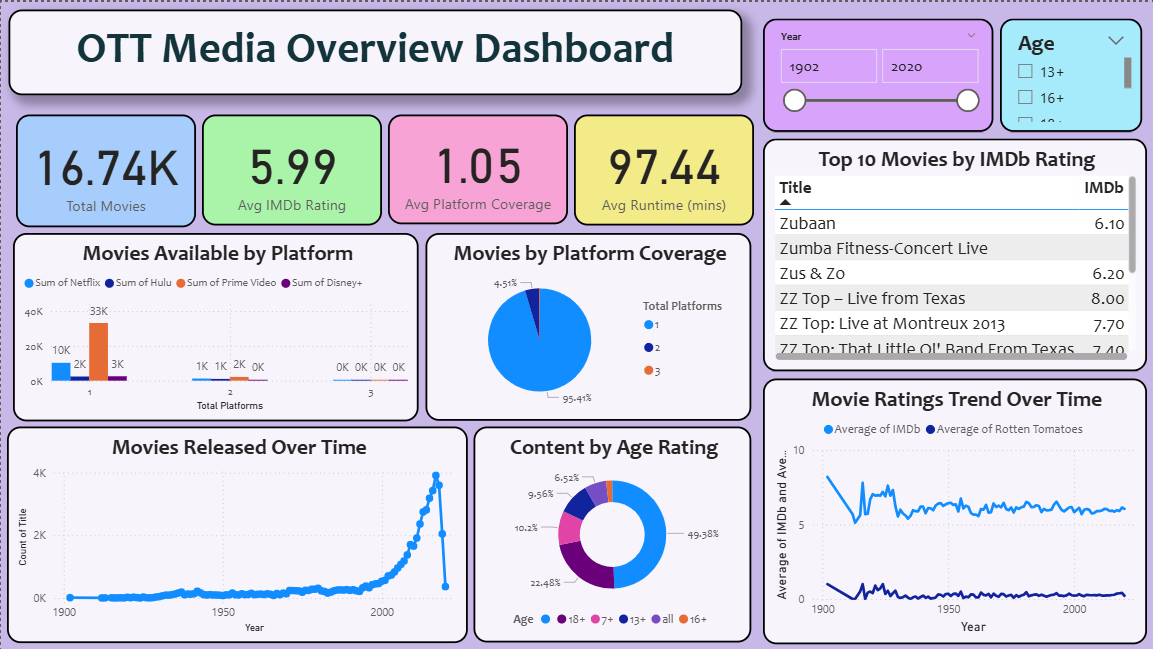 OTT Media Overview Dashboard
Year
1902
2020
Age
13+
16+
16.74K
Total Movies
5.99
Avg IMDb Rating
1.05
Avg Platform Coverage
97.44
Avg Runtime (mins)
Top 10 Movies by IMDb Rating
Title IMDb
Zubaan 6.10
Zumba Fitness-Concert Live
Zus & Zo 6.20
ZZ Top – Live from Texas 8.00
ZZ Top: Live at Montreux 2013 7.70
ZZ Top: That Little Ol' Band From Texas 7.40
Movies Available by Platform
Sum of Netflix Sum of Hulu Sum of Prime Video Sum of Disney+
40K
20K
0K
10K 2K 33K 3K
1K 1K 2K 0K
0K 0K 0K 0K
1 2 3
Total Platforms
Movies by Platform Coverage
4.51%
95.41%
Total Platforms
1
2
3
Movies Released Over Time
Count of Title
4K
2K
0K
1900 1950 2000
Year
Content by Age Rating
6.52%
9.56%
10.2%
22.48%
49.38%
Age 18+ 7+ 13+ all 16+
Movie Ratings Trend Over Time
Average of IMDb Average of Rotten Tomatoes
Average of IMDb and Ave...
10
5
0
1900 1950 2000
Year